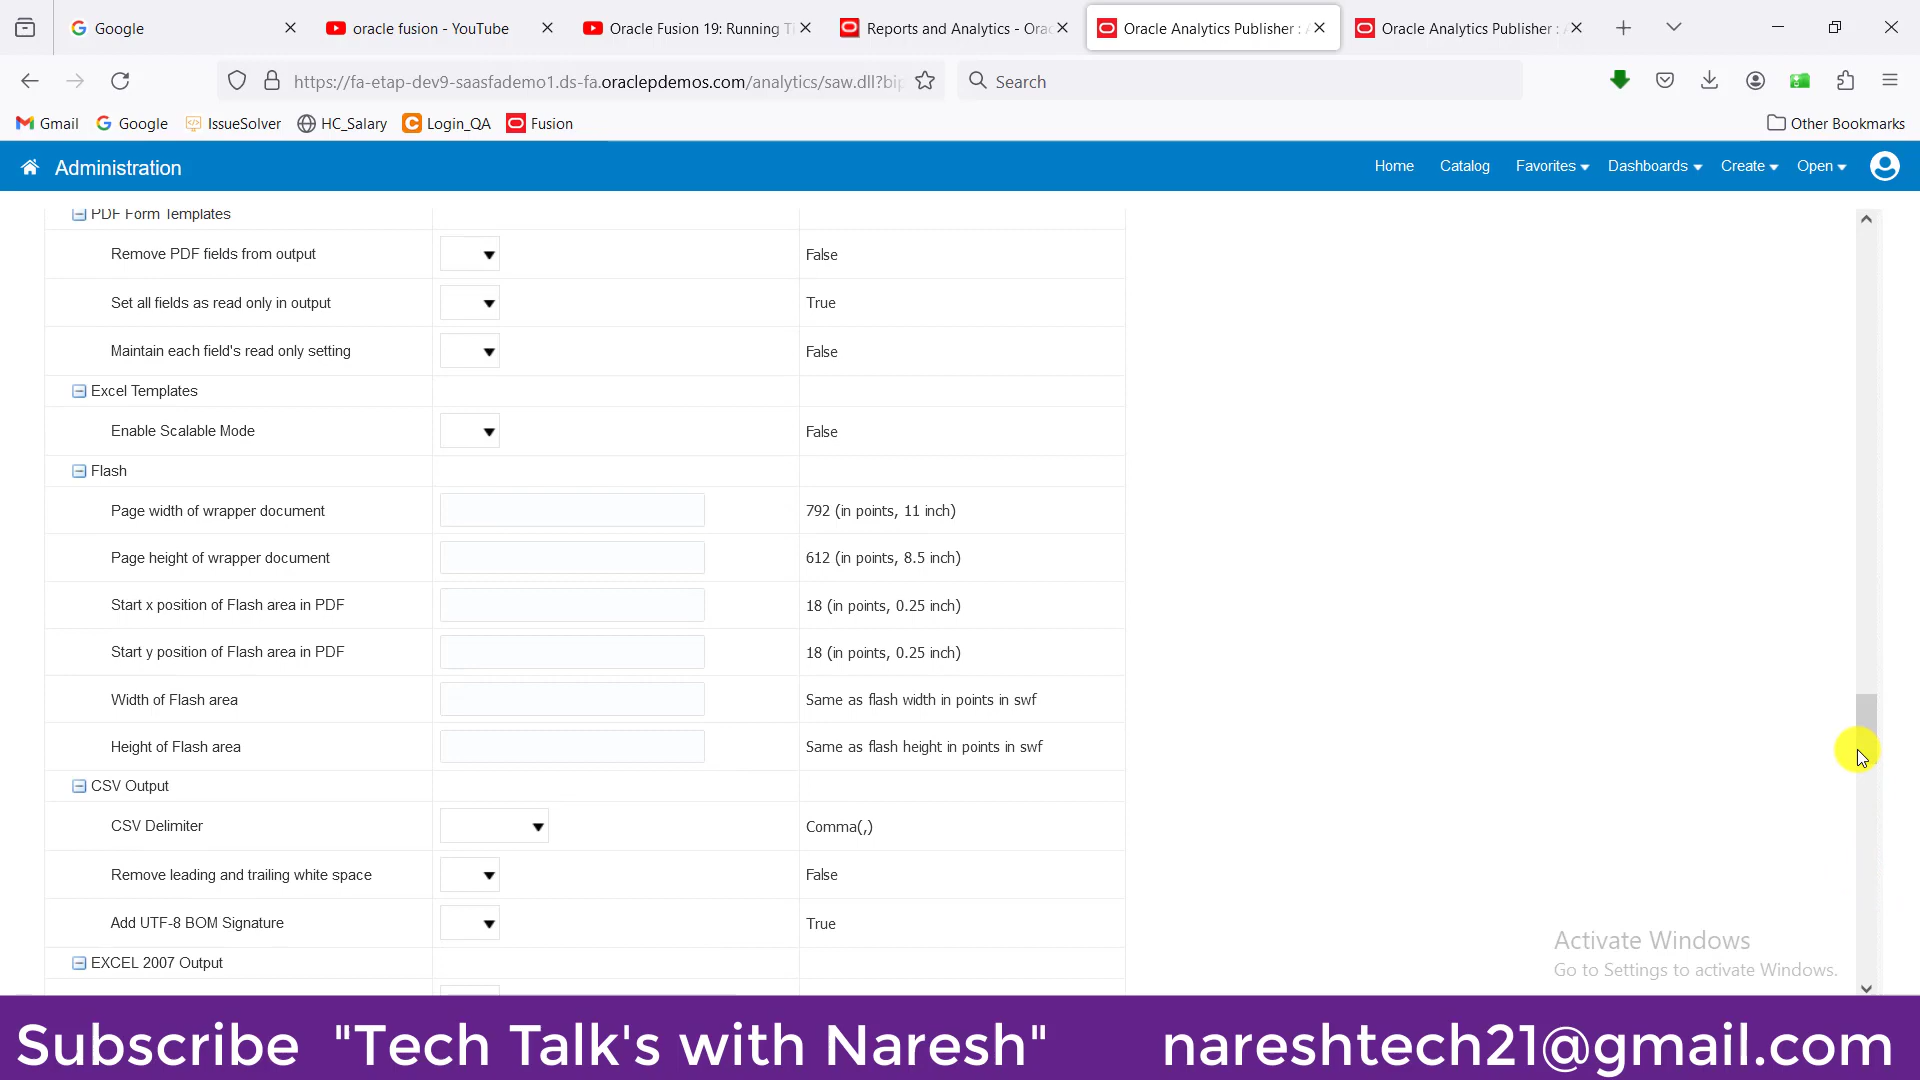 Google
oracle fusion - YouTube
Oracle Fusion 19: Running Ti
Reports and Analytics - Orac
Oracle Analytics Publisher :
Oracle Analytics Publisher :
https://fa-etap-dev9-saasfademo1.ds-fa.oraclepdemos.com/analytics/saw.dll?bip
Search
Gmail
Google
IssueSolver
HC_Salary
Login_QA
Fusion
Other Bookmarks
Administration
Home
Catalog
Favorites
Dashboards
Create
Open
PDF Form Templates
Remove PDF fields from output
False
Set all fields as read only in output
True
Maintain each field's read only setting
False
Excel Templates
Enable Scalable Mode
False
Flash
Page width of wrapper document
792 (in points, 11 inch)
Page height of wrapper document
612 (in points, 8.5 inch)
Start x position of Flash area in PDF
18 (in points, 0.25 inch)
Start y position of Flash area in PDF
18 (in points, 0.25 inch)
Width of Flash area
Same as flash width in points in swf
Height of Flash area
Same as flash height in points in swf
CSV Output
CSV Delimiter
Comma(,)
Remove leading and trailing white space
False
Add UTF-8 BOM Signature
True
EXCEL 2007 Output
Activate Windows
Go to Settings to activate Windows.
Subscribe "Tech Talk's with Naresh" nareshtech21@gmail.com